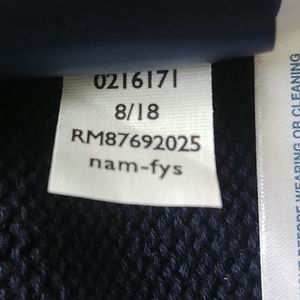 0216171
8/18
RM87692025
nam-fys
BEFORE WEARING OR CLEANING